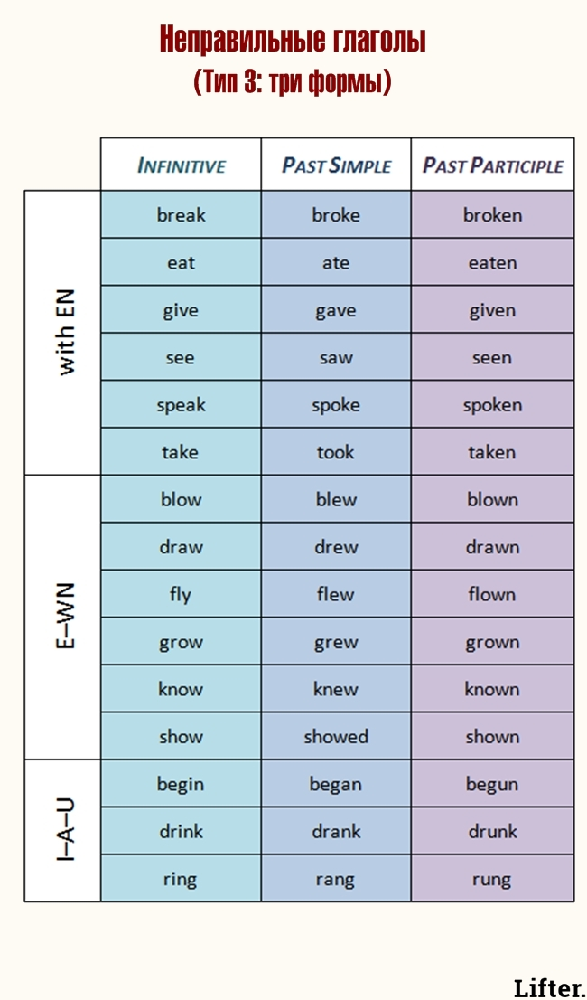 Неправильные глаголы
(Тип 3: три формы)
INFINITIVE PAST SIMPLE PAST PARTICIPLE
with EN
break broke broken
eat ate eaten
give gave given
see saw seen
speak spoke spoken
take took taken
E–WN
blow blew blown
draw drew drawn
fly flew flown
grow grew grown
know knew known
show showed shown
I–A–U
begin began begun
drink drank drunk
ring rang rung
Lifter.